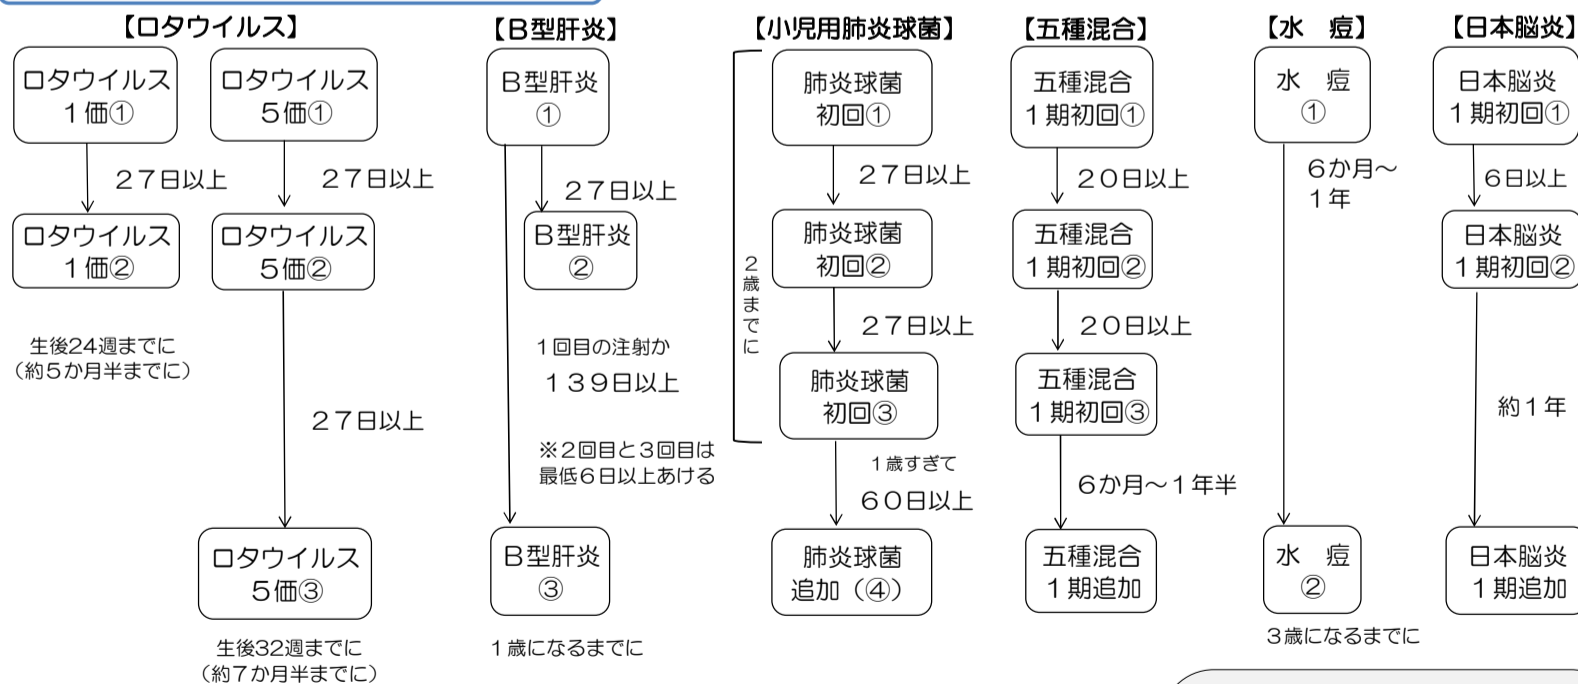 【ロタウイルス】
ロタウイルス
１価①
27日以上
ロタウイルス
１価②
生後24週までに
（約５か月半までに）
ロタウイルス
５価①
27日以上
ロタウイルス
５価②
27日以上
ロタウイルス
５価③
生後32週までに
（約７か月半までに）
【Ｂ型肝炎】
Ｂ型肝炎
①
27日以上
Ｂ型肝炎
②
１回目の注射か
139日以上
※２回目と３回目は
最低６日以上あける
Ｂ型肝炎
③
１歳になるまでに
【小児用肺炎球菌】
２歳までに
肺炎球菌
初回①
27日以上
肺炎球菌
初回②
27日以上
肺炎球菌
初回③
１歳すぎて
60日以上
肺炎球菌
追加（④）
【五種混合】
五種混合
１期初回①
20日以上
五種混合
１期初回②
20日以上
五種混合
１期初回③
６か月～１年半
五種混合
１期追加
【水　痘】
水　痘
①
６か月～
１年
水　痘
②
３歳になるまでに
【日本脳炎】
日本脳炎
１期初回①
６日以上
日本脳炎
１期初回②
約１年
日本脳炎
１期追加